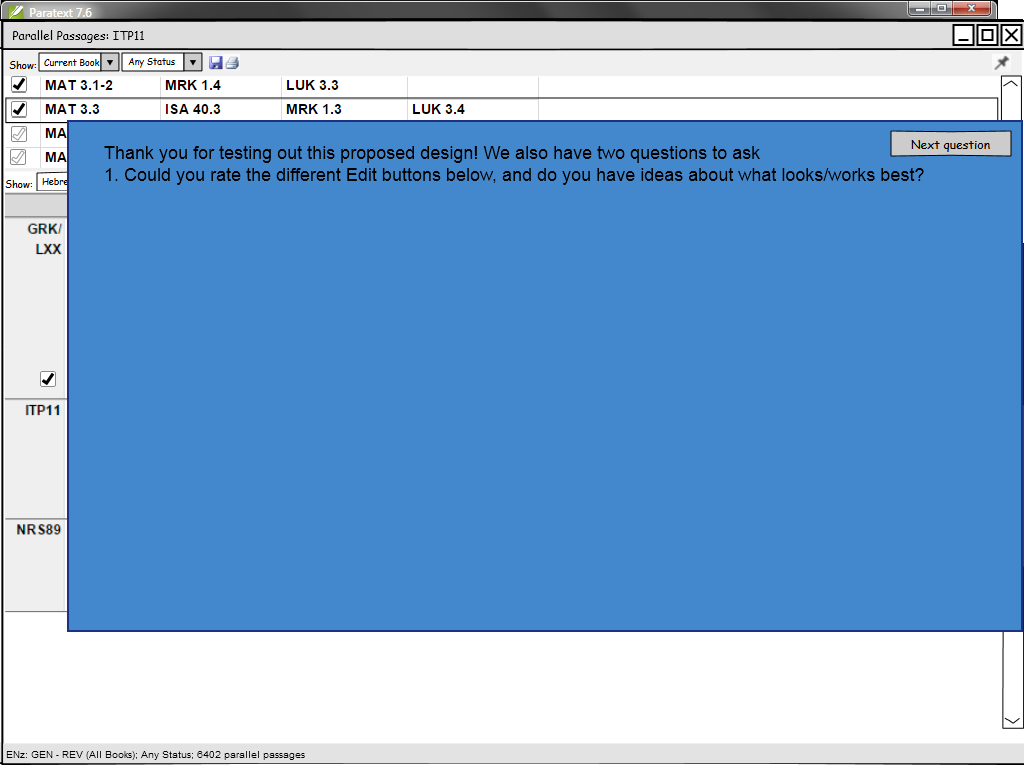 Paratext 7.6
Parallel Passages: ITP11
Show: Current Book Any Status
MAT 3.1-2 MRK 1.4 LUK 3.3
MAT 3.3 ISA 40.3 MRK 1.3 LUK 3.4
MA
MA
Show: Hebre
Next question
Thank you for testing out this proposed design! We also have two questions to ask
1. Could you rate the different Edit buttons below, and do you have ideas about what looks/works best?
GRK/
LXX
ITP11
NRS89
ENz: GEN - REV (All Books); Any Status; 6402 parallel passages